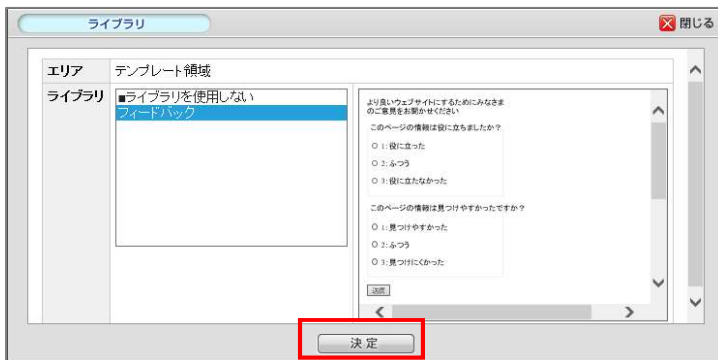 ライブラリ
閉じる
エリア テンプレート領域
ライブラリ ■ライブラリを使用しない
フィードバック
より良いウェブサイトにするためにみなさま
のご意見をお聞かせください
このページの情報は役に立ちましたか？
1:役に立った
2:ふつう
3:役に立たなかった
このページの情報は見つけやすかったですか？
1:見つけやすかった
2:ふつう
3:見つけにくかった
送信
決定